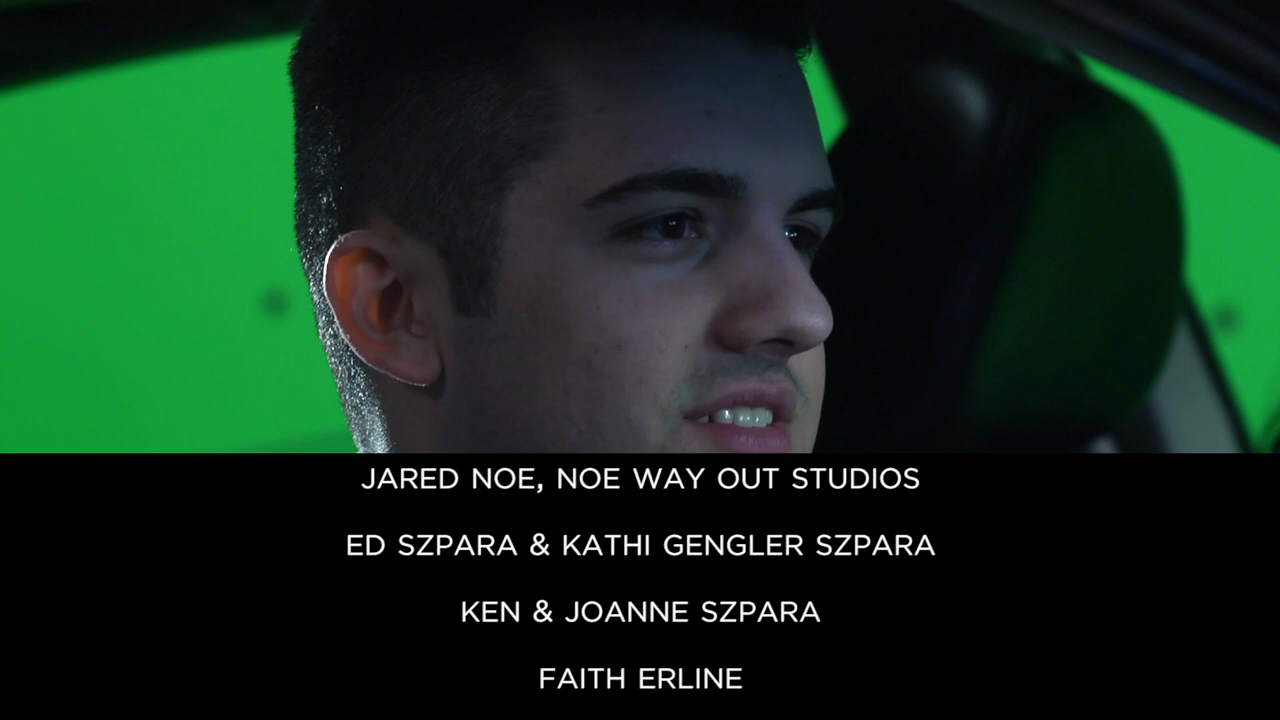 JARED NOE, NOE WAY OUT STUDIOS
ED SZPARA & KATHI GENGLER SZPARA
KEN & JOANNE SZPARA
FAITH ERLINE